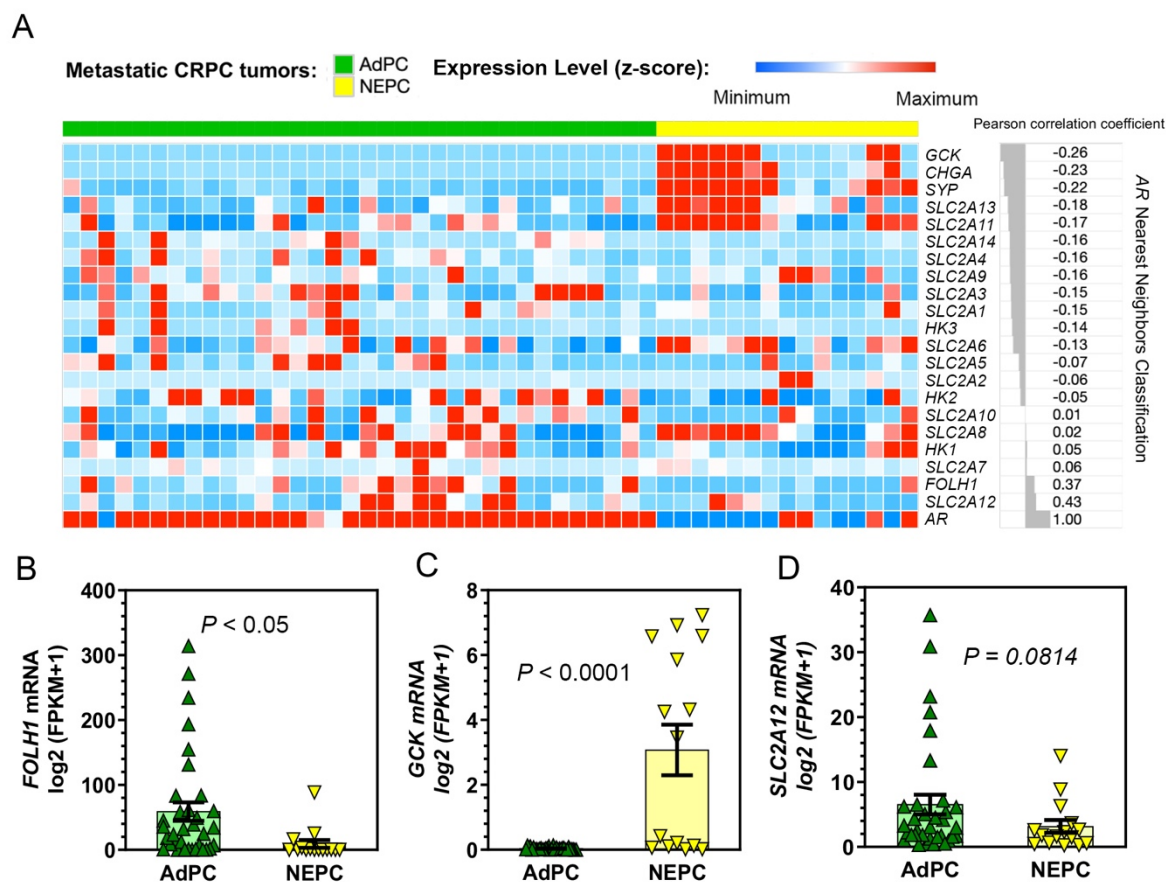 A
Metastatic CRPC tumors:
AdPC
NEPC
Expression Level (z-score):
Minimum
Maximum
Pearson correlation coefficient
GCK -0.26
CHGA -0.23
SYP -0.22
SLC2A13 -0.18
SLC2A11 -0.17
SLC2A14 -0.16
SLC2A4 -0.16
SLC2A9 -0.16
SLC2A3 -0.15
SLC2A1 -0.15
HK3 -0.14
SLC2A6 -0.13
SLC2A5 -0.07
SLC2A2 -0.06
HK2 -0.05
SLC2A10 0.01
SLC2A8 0.02
HK1 0.05
SLC2A7 0.06
FOLH1 0.37
SLC2A12 0.43
AR 1.00
AR Nearest Neighbors Classification
B
FOLH1 mRNA
log2 (FPKM+1)
400
300
200
100
0
P < 0.05
AdPC NEPC
C
GCK mRNA
log2 (FPKM+1)
8
6
4
2
0
P < 0.0001
AdPC NEPC
D
SLC2A12 mRNA
log2 (FPKM+1)
40
30
20
10
0
P = 0.0814
AdPC NEPC